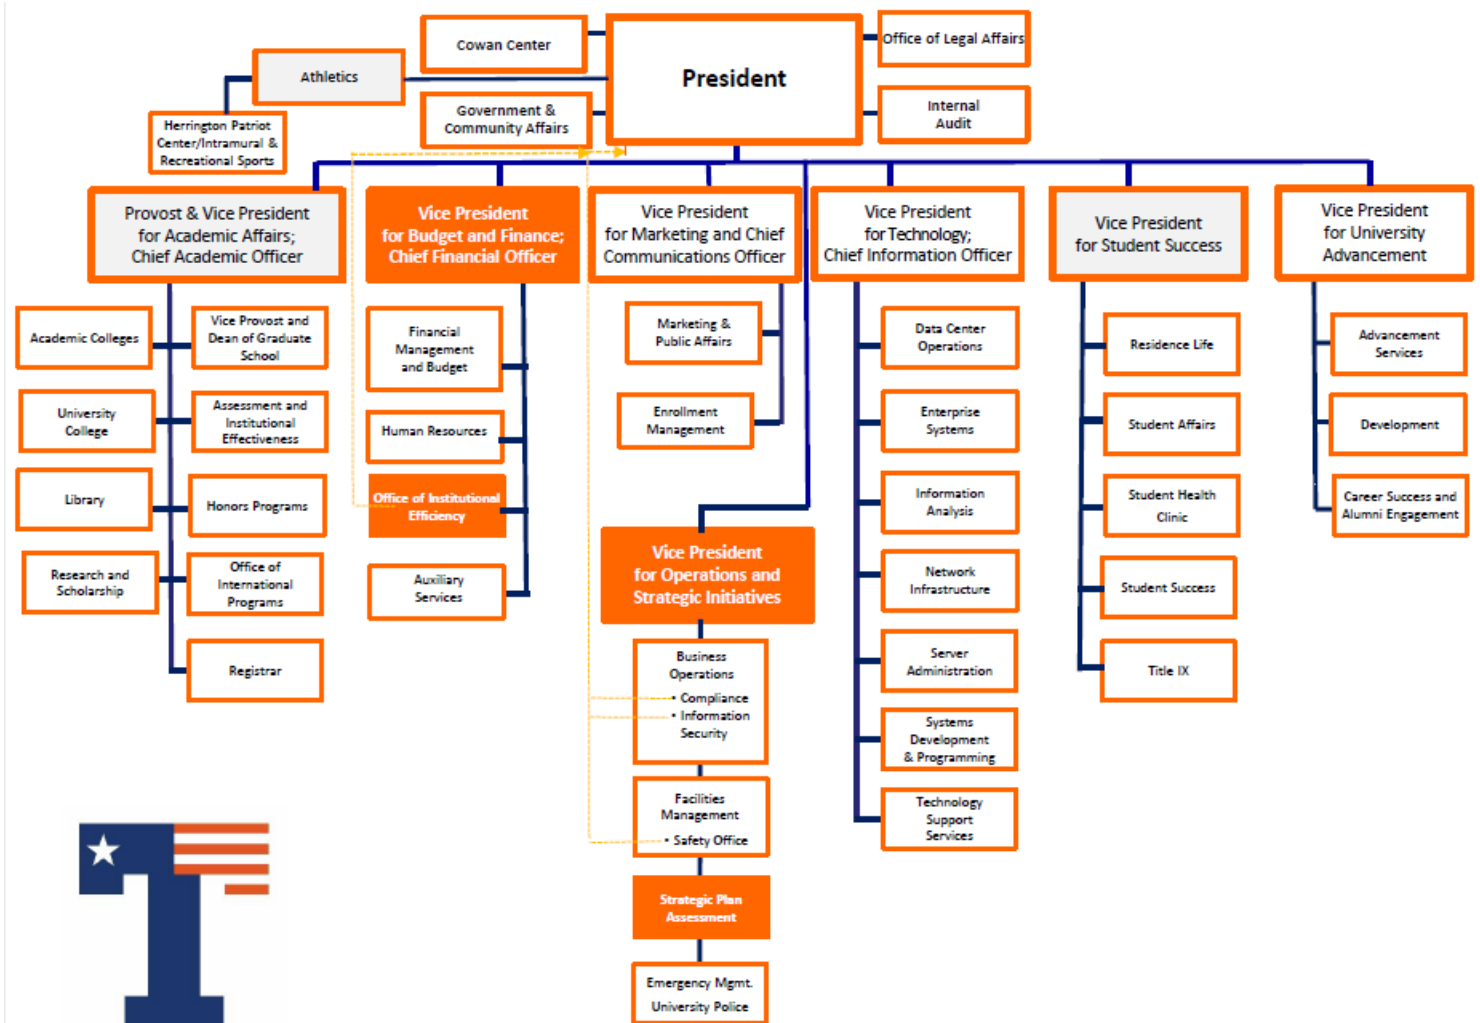 Cowan Center
President
Office of Legal Affairs
Athletics
Government &
Community Affairs
Internal
Audit
Herrington Patriot
Center/Intramural &
Recreational Sports
Provost & Vice President
for Academic Affairs;
Chief Academic Officer
Vice President
for Budget and Finance;
Chief Financial Officer
Vice President
for Marketing and Chief
Communications Officer
Vice President
for Technology;
Chief Information Officer
Vice President
for Student Success
Vice President
for University
Advancement
Academic Colleges
Vice Provost and
Dean of Graduate
School
University
College
Assessment and
Institutional
Effectiveness
Library
Honors Programs
Research and
Scholarship
Office of
International
Programs
Registrar
Financial
Management
and Budget
Human Resources
Office of Institutional
Efficiency
Auxiliary
Services
Marketing &
Public Affairs
Enrollment
Management
Vice President
for Operations and
Strategic Initiatives
Business
Operations
• Compliance
• Information
Security
Facilities
Management
• Safety Office
Strategic Plan
Assessment
Emergency Mgmt.
University Police
Data Center
Operations
Enterprise
Systems
Information
Analysis
Network
Infrastructure
Server
Administration
Systems
Development
& Programming
Technology
Support
Services
Residence Life
Student Affairs
Student Health
Clinic
Student Success
Title IX
Advancement
Services
Development
Career Success and
Alumni Engagement
T